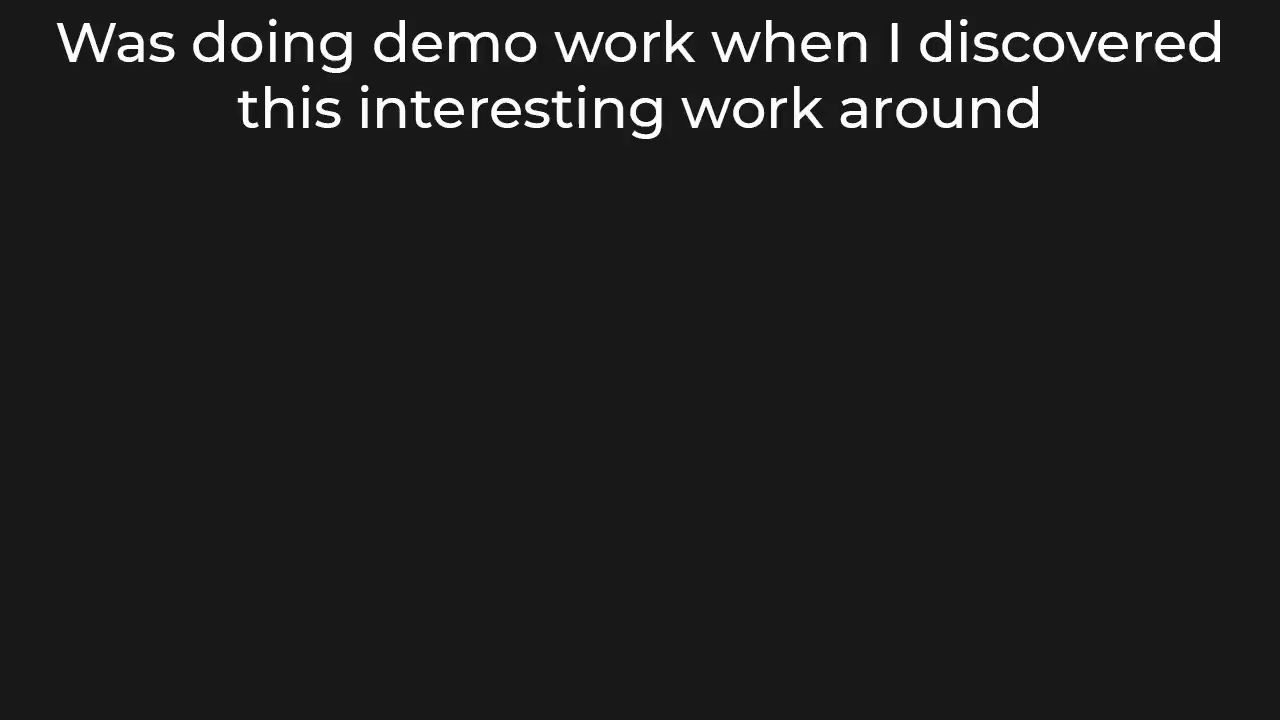 Was doing demo work when I discovered
this interesting work around